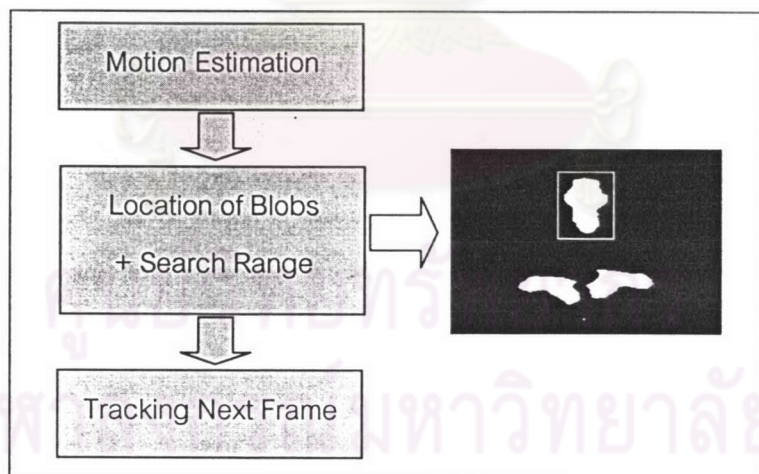 Motion Estimation
Location of Blobs
+ Search Range
Tracking Next Frame